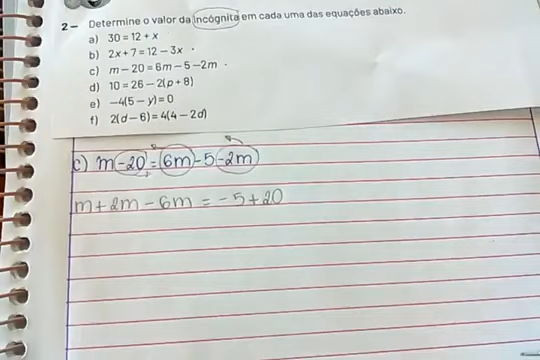 2 – Determine o valor da incógnita em cada uma das equações abaixo.
a) 30 = 12 + x
b) 2x + 7 = 12 – 3x
c) m – 20 = 6m – 5 – 2m
d) 10 = 26 – 2(p + 8)
e) –4(5 – y) = 0
f) 2(d – 6) = 4(4 – 2d)
c) m - 20 = 6m - 5 - 2m
m + 2m - 6m = - 5 + 20